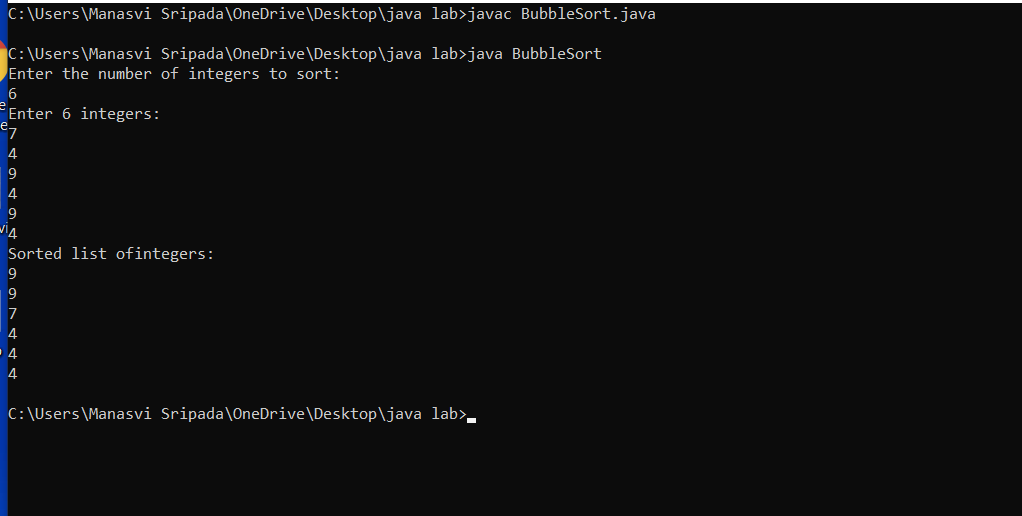 C:\Users\Manasvi Sripada\OneDrive\Desktop\java lab>javac BubbleSort.java
C:\Users\Manasvi Sripada\OneDrive\Desktop\java lab>java BubbleSort
Enter the number of integers to sort:
6
Enter 6 integers:
7
4
9
4
9
4
Sorted list ofintegers:
9
9
7
4
4
4
C:\Users\Manasvi Sripada\OneDrive\Desktop\java lab>